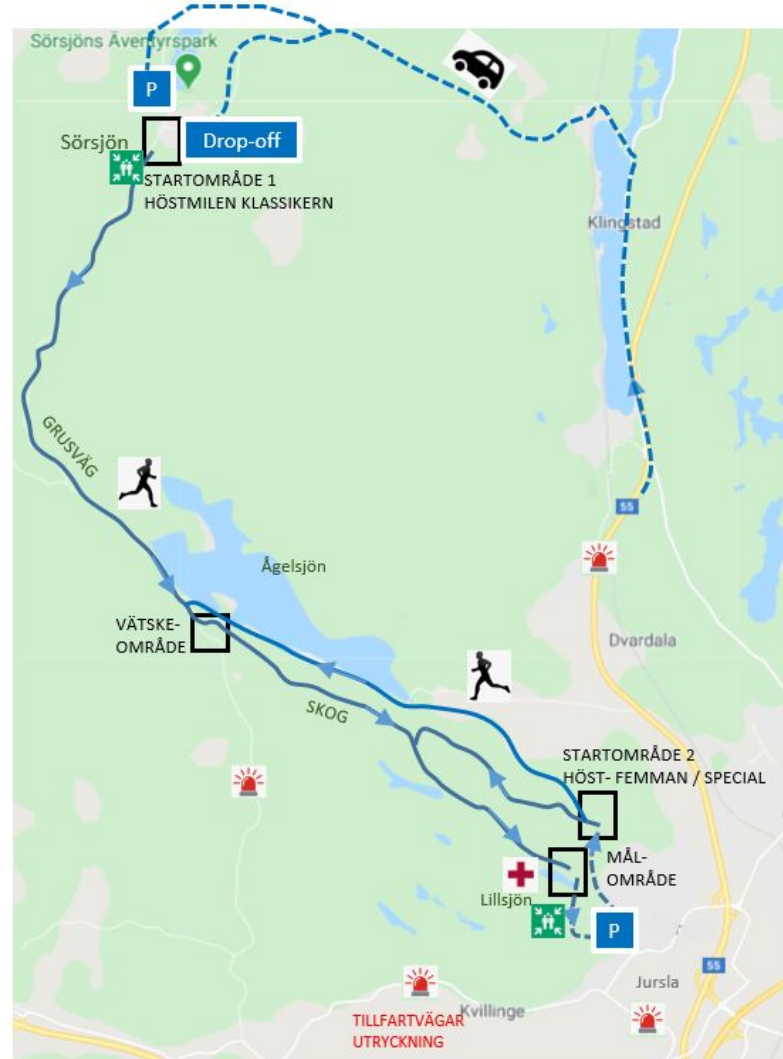 Sörsjöns Äventyrspark
P
Sörsjön
Drop-off
STARTOMRÅDE 1
HÖSTMILEN KLASSIKERN
Klingstad
GRUSVÄG
55
Ågelsjön
VÄTSKE-
OMRÅDE
Dvardala
SKOG
STARTOMRÅDE 2
HÖST- FEMMAN / SPECIAL
MÅL-
OMRÅDE
Lillsjön
P
55
Jursla
Kvillinge
TILLFARTVÄGAR
UTRYCKNING